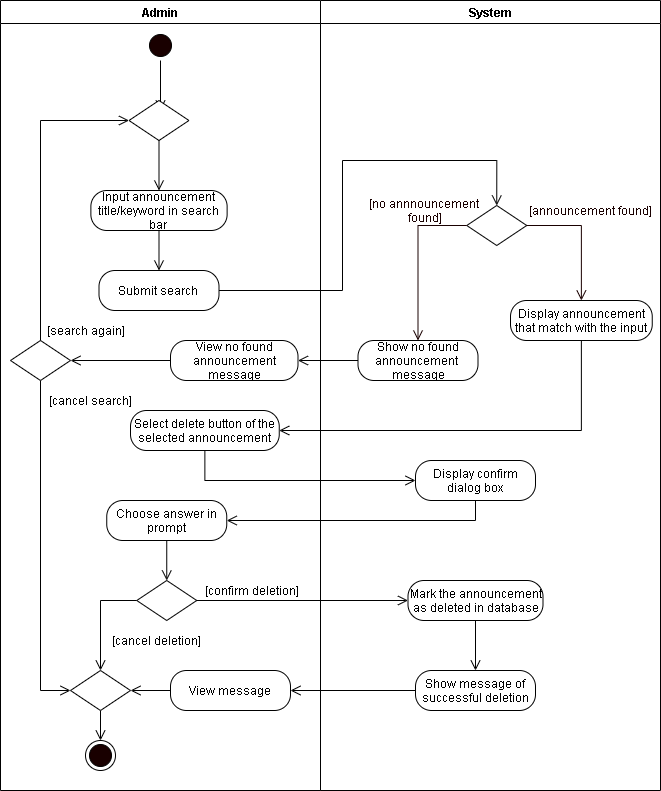 Admin
System
Input announcement
title/keyword in search
bar
[no annnouncement
found]
[announcement found]
Submit search
Display announcement
that match with the input
[search again]
View no found
announcement
message
Show no found
announcement
message
[cancel search]
Select delete button of the
selected announcement
Display confirm
dialog box
Choose answer in
prompt
[confirm deletion]
Mark the announcement
as deleted in database
[cancel deletion]
View message
Show message of
successful deletion